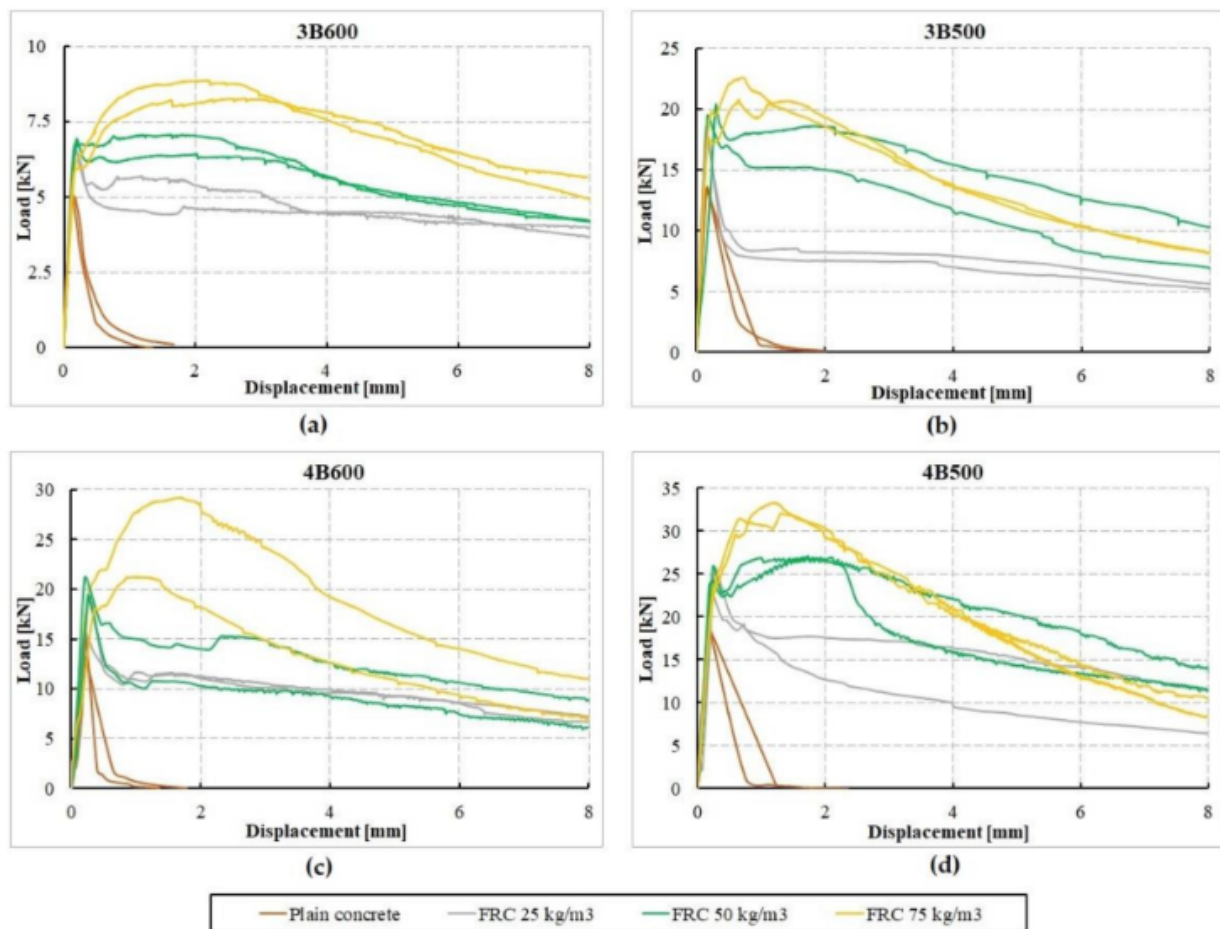 3B600
10
7.5
5
2.5
0
Load [kN]
0 2 4 6 8
Displacement [mm]
(a)
3B500
25
20
15
10
5
0
Load [kN]
0 2 4 6 8
Displacement [mm]
(b)
4B600
30
25
20
15
10
5
0
Load [kN]
0 2 4 6 8
Displacement [mm]
(c)
4B500
35
30
25
20
15
10
5
0
Load [kN]
0 2 4 6 8
Displacement [mm]
(d)
Plain concrete FRC 25 kg/m3 FRC 50 kg/m3 FRC 75 kg/m3